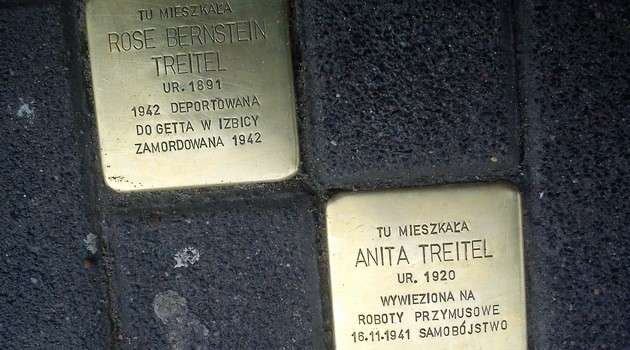 TU MIESZKAŁA
ROSE BERNSTEIN
TREITEL
UR. 1891
1942 DEPORTOWANA
DO GETTA W IZBICY
ZAMORDOWANA 1942
TU MIESZKAŁA
ANITA TREITEL
UR. 1920
WYWIEZIONA NA
ROBOTY PRZYMUSOWE
16.11.1941 SAMOBÓJSTWO